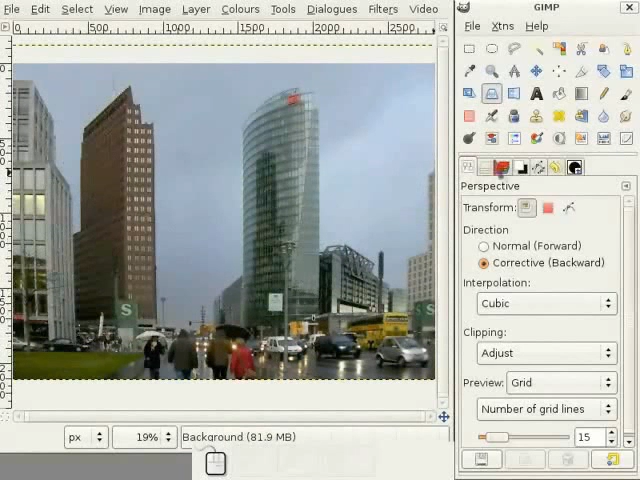 File Edit Select View Image Layer Colours Tools Dialogues Filters Video
0 500 1000 1500 2000 2500
px 19% Background (81.9 MB)
S
S
GIMP
File Xtns Help
A
Perspective
Transform:
Direction
Normal (Forward)
Corrective (Backward)
Interpolation:
Cubic
Clipping:
Adjust
Preview: Grid
Number of grid lines
15